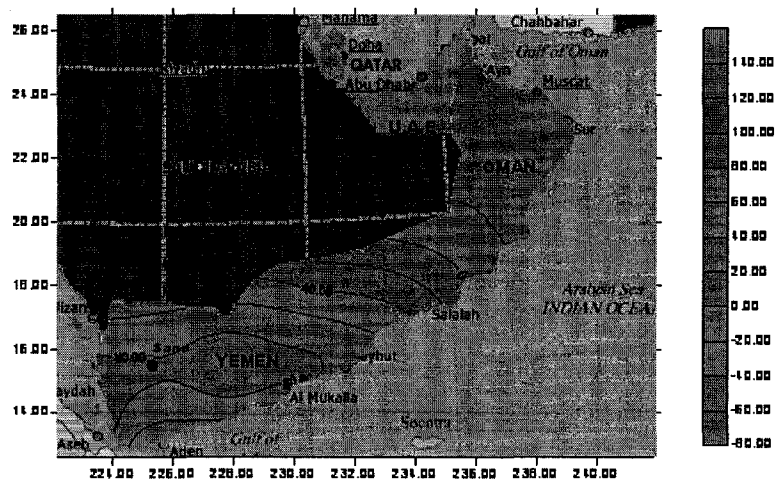 26.00
24.00
22.00
20.00
18.00
16.00
14.00
Manama
Doha
QATAR
Abu Dhabi
U.A.E
Chahbahar
Gulf of Oman
Muscat
Sur
OMAN
Arabian Sea
INDIAN OCEA
Salalah
YEMEN
Al Mukalla
Socotra
aydah
Aseb
Aden
Gulf of
224.00 226.00 228.00 230.00 232.00 234.00 236.00 238.00 240.00
140.00
120.00
100.00
80.00
60.00
40.00
20.00
0.00
-20.00
-40.00
-60.00
-80.00